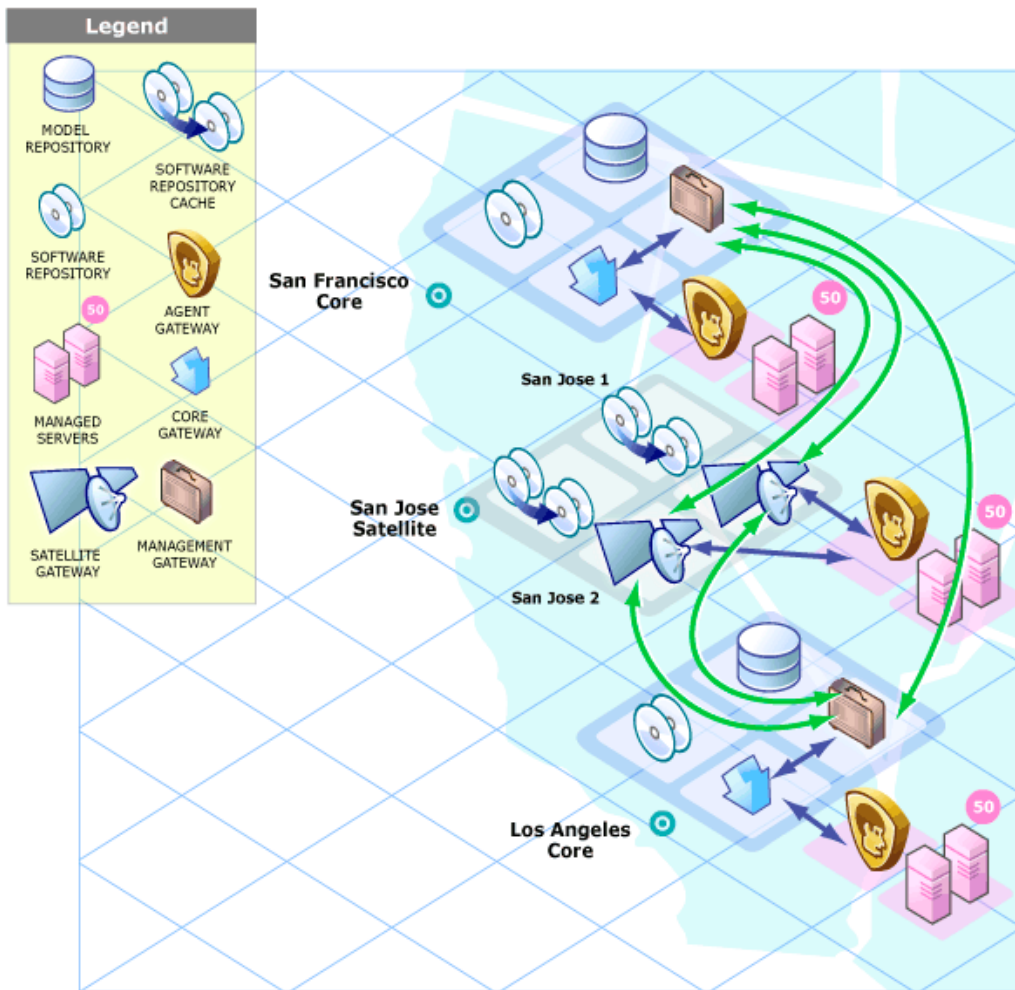 Legend
MODEL
REPOSITORY
SOFTWARE
REPOSITORY
CACHE
SOFTWARE
REPOSITORY
AGENT
GATEWAY
50
MANAGED
SERVERS
CORE
GATEWAY
SATELLITE
GATEWAY
MANAGEMENT
GATEWAY
San Francisco
Core
50
San Jose 1
San Jose
Satellite
50
San Jose 2
Los Angeles
Core
50